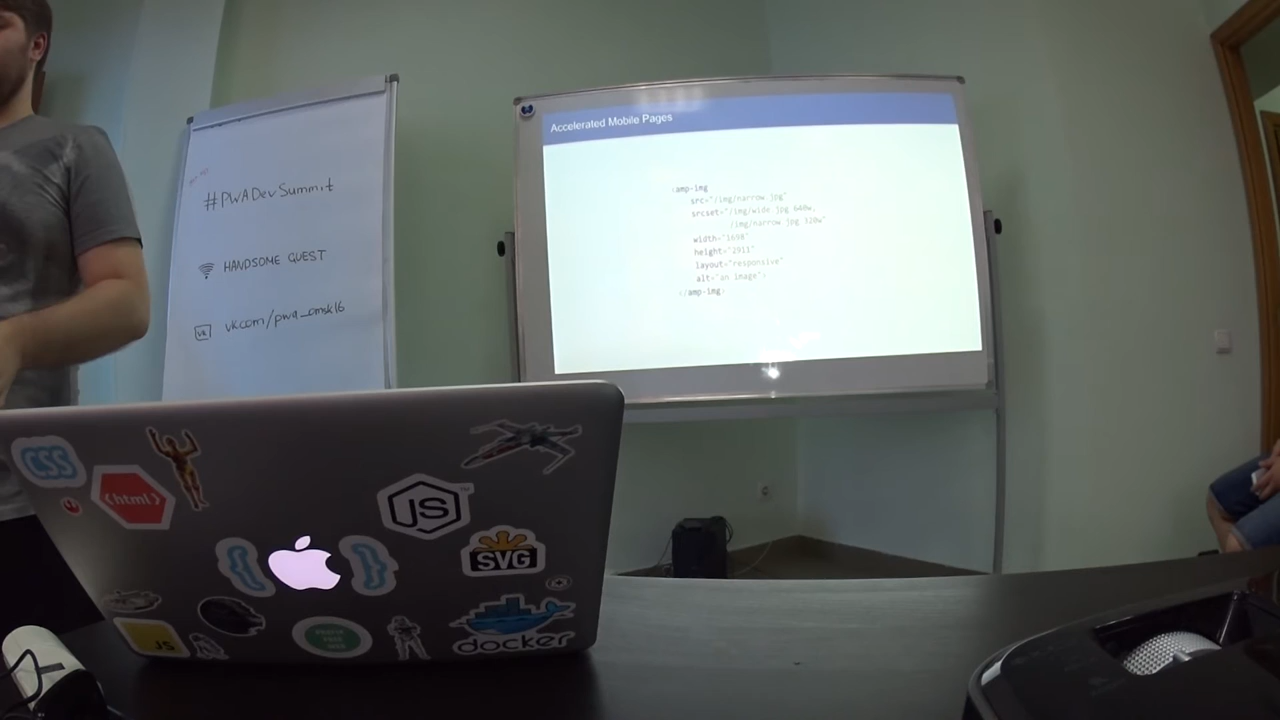 #PWADevSummit
HANDSOME GUEST
vk
vk.com/pwa_omsk16
Accelerated Mobile Pages
<amp-img
src="/img/narrow.jpg"
srcset="/img/wide.jpg 640w,
/img/narrow.jpg 320w"
width="1698"
height="2911"
layout="responsive"
alt="an image">
</amp-img>
CSS
<html>
{ }
JS
SVG
JS
docker